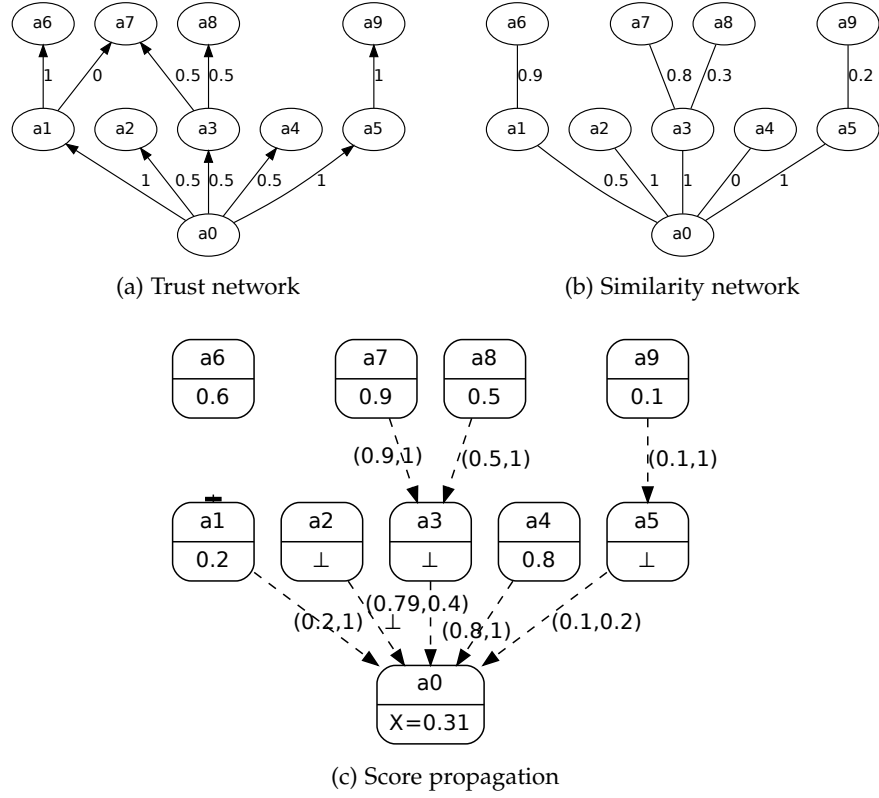 a6 a7 a8 a9
1 0 0.5 0.5 1
a1 a2 a3 a4 a5
1 0.5 0.5 0.5 1
a0
(a) Trust network
a6 a7 a8 a9
0.9 0.8 0.3 0.2
a1 a2 a3 a4 a5
0.5 1 1 0 1
a0
(b) Similarity network
a6 a7 a8 a9
0.6 0.9 0.5 0.1
(0.9,1) (0.5,1) (0.1,1)
a1 a2 a3 a4 a5
0.2 ⊥ ⊥ 0.8 ⊥
(0.79,0.4)
(0.2,1) ⊥ (0.8,1) (0.1,0.2)
a0
X=0.31
(c) Score propagation